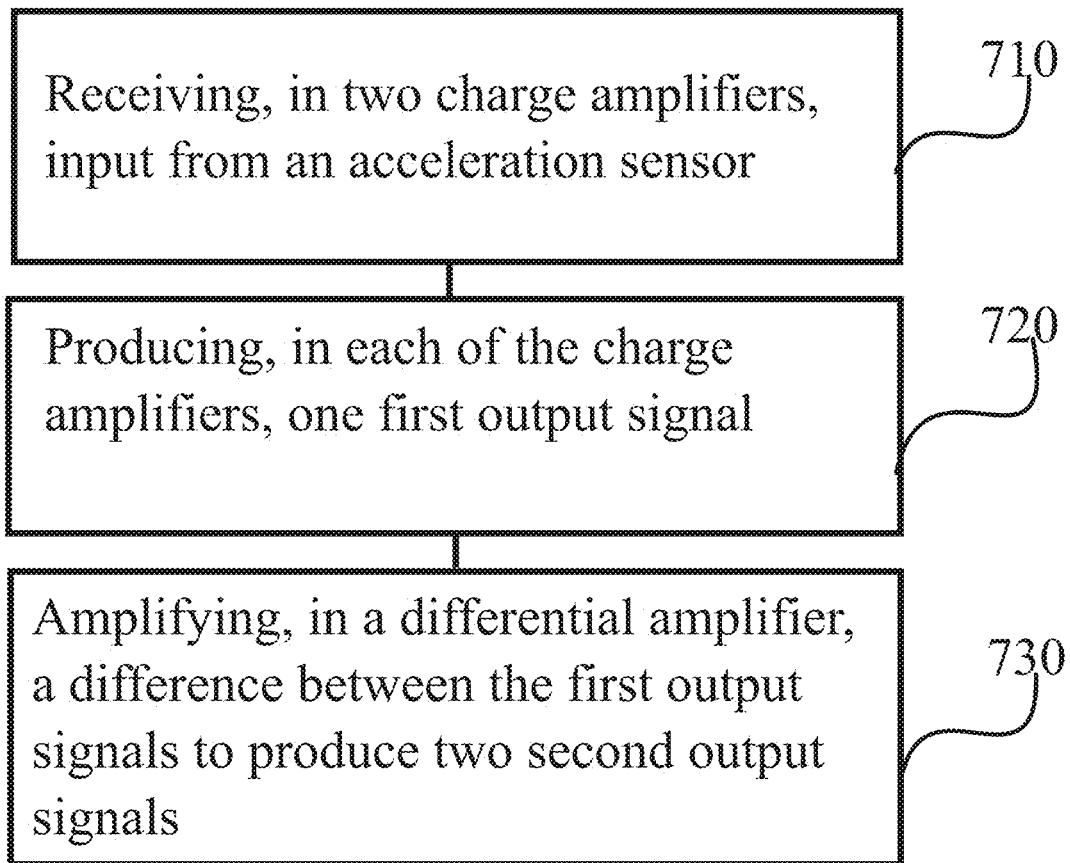 Receiving, in two charge amplifiers,
input from an acceleration sensor
710
Producing, in each of the charge
amplifiers, one first output signal
720
Amplifying, in a differential amplifier,
a difference between the first output
signals to produce two second output
signals
730